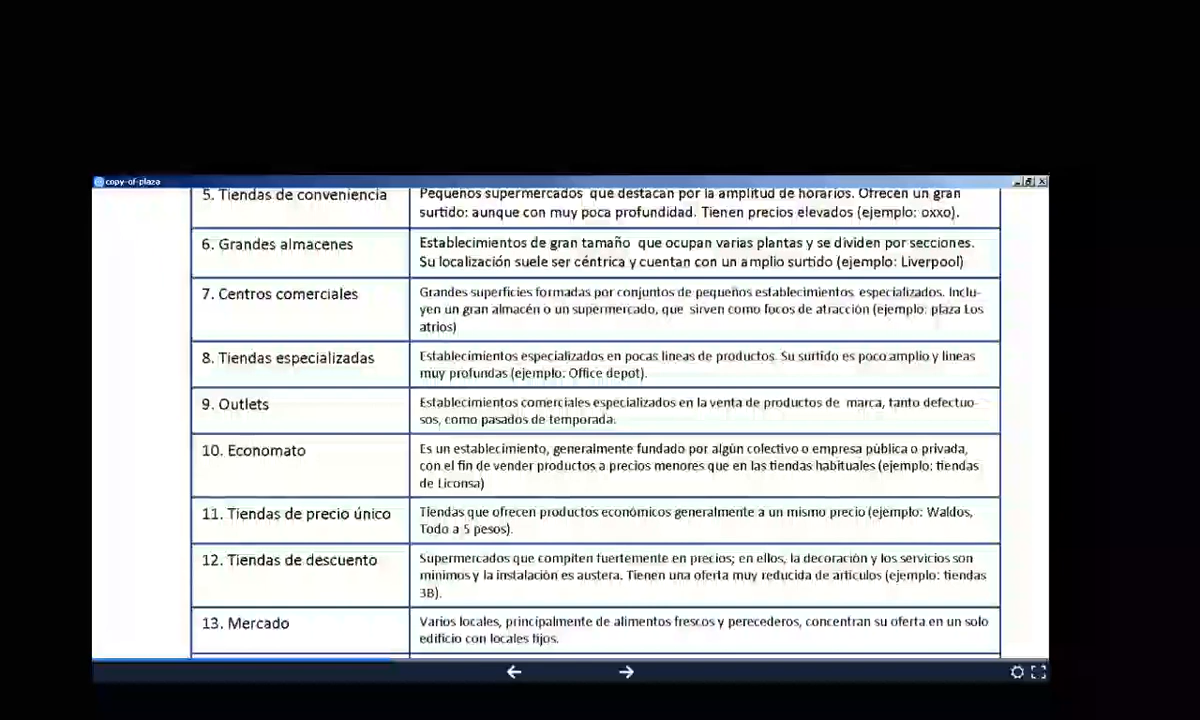 copy-of-plaza
5. Tiendas de conveniencia
Pequeños supermercados que destacan por la amplitud de horarios. Ofrecen un gran
surtido: aunque con muy poca profundidad. Tienen precios elevados (ejemplo: oxxo).
6. Grandes almacenes
Establecimientos de gran tamaño que ocupan varias plantas y se dividen por secciones.
Su localización suele ser céntrica y cuentan con un amplio surtido (ejemplo: Liverpool)
7. Centros comerciales
Grandes superficies formadas por conjuntos de pequeños establecimientos especializados. Inclu-
yen un gran almacén o un supermercado, que sirven como focos de atracción (ejemplo: plaza Los
atrios)
8. Tiendas especializadas
Establecimientos especializados en pocas lineas de productos. Su surtido es poco amplio y lineas
muy profundas (ejemplo: Office depot).
9. Outlets
Establecimientos comerciales especializados en la venta de productos de marca, tanto defectuo-
sos, como pasados de temporada.
10. Economato
Es un establecimiento, generalmente fundado por algún colectivo o empresa pública o privada,
con el fin de vender productos a precios menores que en las tiendas habituales (ejemplo: tiendas
de Liconsa)
11. Tiendas de precio único
Tiendas que ofrecen productos económicos generalmente a un mismo precio (ejemplo: Waldos,
Todo a 5 pesos).
12. Tiendas de descuento
Supermercados que compiten fuertemente en precios; en ellos, la decoración y los servicios son
minimos y la instalación es austera. Tienen una oferta muy reducida de articulos (ejemplo: tiendas
3B).
13. Mercado
Varios locales, principalmente de alimentos frescos y perecederos, concentran su oferta en un solo
edificio con locales fijos.